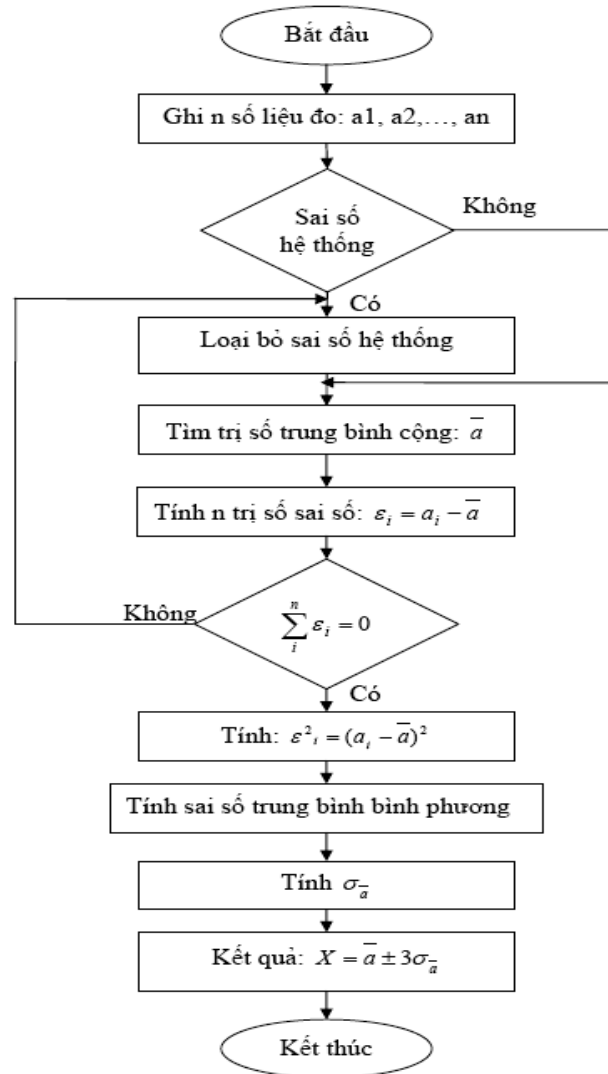 Bắt đầu
Ghi n số liệu đo: a1, a2,…, an
Sai số
hệ thống
Không
Có
Loại bỏ sai số hệ thống
Tìm trị số trung bình cộng: a̅
Tính n trị số sai số: εᵢ = aᵢ − a̅
Không
∑ᵢⁿ εᵢ = 0
Có
Tính: ε²ᵢ = (aᵢ − a̅)²
Tính sai số trung bình bình phương
Tính σ_a̅
Kết quả: X = a̅ ± 3σ_a̅
Kết thúc